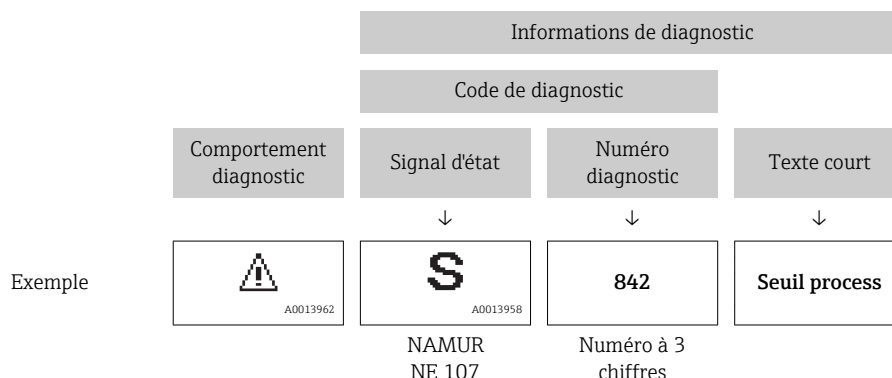 Informations de diagnostic
Code de diagnostic
Comportement
diagnostic
Signal d'état
Numéro
diagnostic
Texte court
↓ ↓ ↓
Exemple
⚠
A0013962
S
A0013958
842
Seuil process
NAMUR
NE 107
Numéro à 3
chiffres